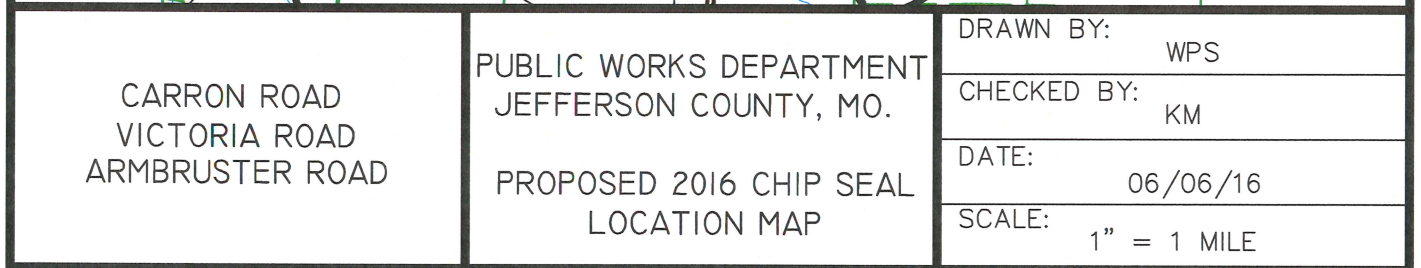 CARRON ROAD
VICTORIA ROAD
ARMBRUSTER ROAD
PUBLIC WORKS DEPARTMENT
JEFFERSON COUNTY, MO.
PROPOSED 2016 CHIP SEAL
LOCATION MAP
DRAWN BY:
WPS
CHECKED BY:
KM
DATE:
06/06/16
SCALE:
1" = 1 MILE